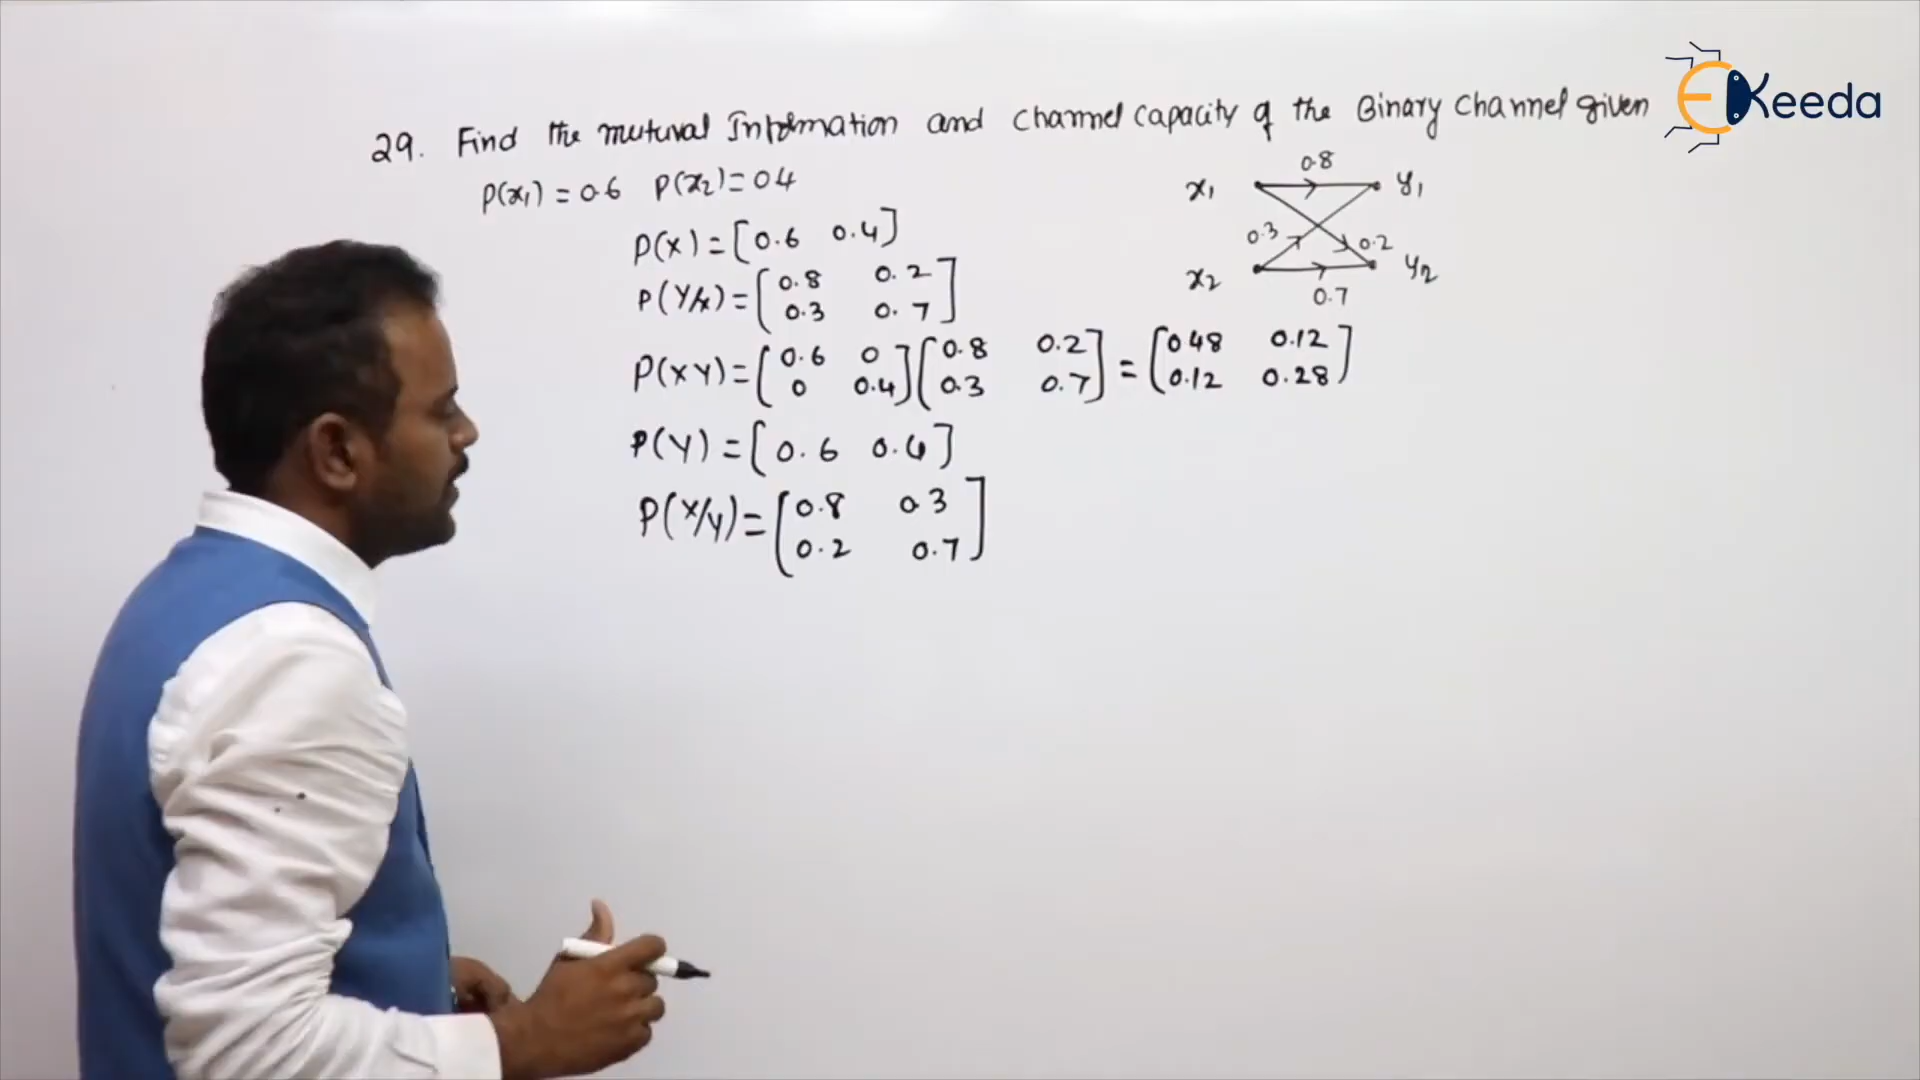 EKeeda
29. Find the mutuval Information and Channel Capacity of the Binary Channel given
P(x₁) = 0.6 P(x₂) = 0.4
P(X) = [0.6 0.4]
P(Y/X) = [0.8 0.2
0.3 0.7]
P(XY) = [0.6 0
0 0.4] [0.8 0.2
0.3 0.7] = [0.48 0.12
0.12 0.28]
P(Y) = [0.6 0.4]
P(X/Y) = [0.8 0.3
0.2 0.7]
x₁ 0.8 y₁
0.3 0.2
x₂ 0.7 y₂